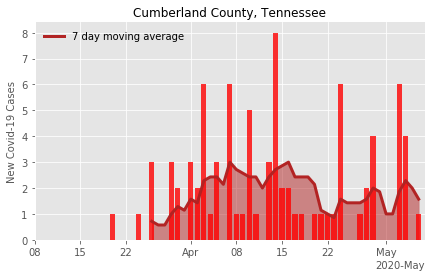 Cumberland County, Tennessee
7 day moving average
New Covid-19 Cases
8
7
6
5
4
3
2
1
0
08
15
22
Apr
08
15
22
May
2020-May